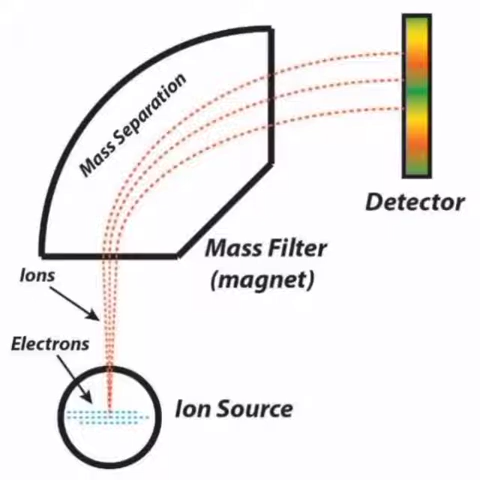 Mass Separation
Detector
Mass Filter
(magnet)
Ions
Electrons
Ion Source